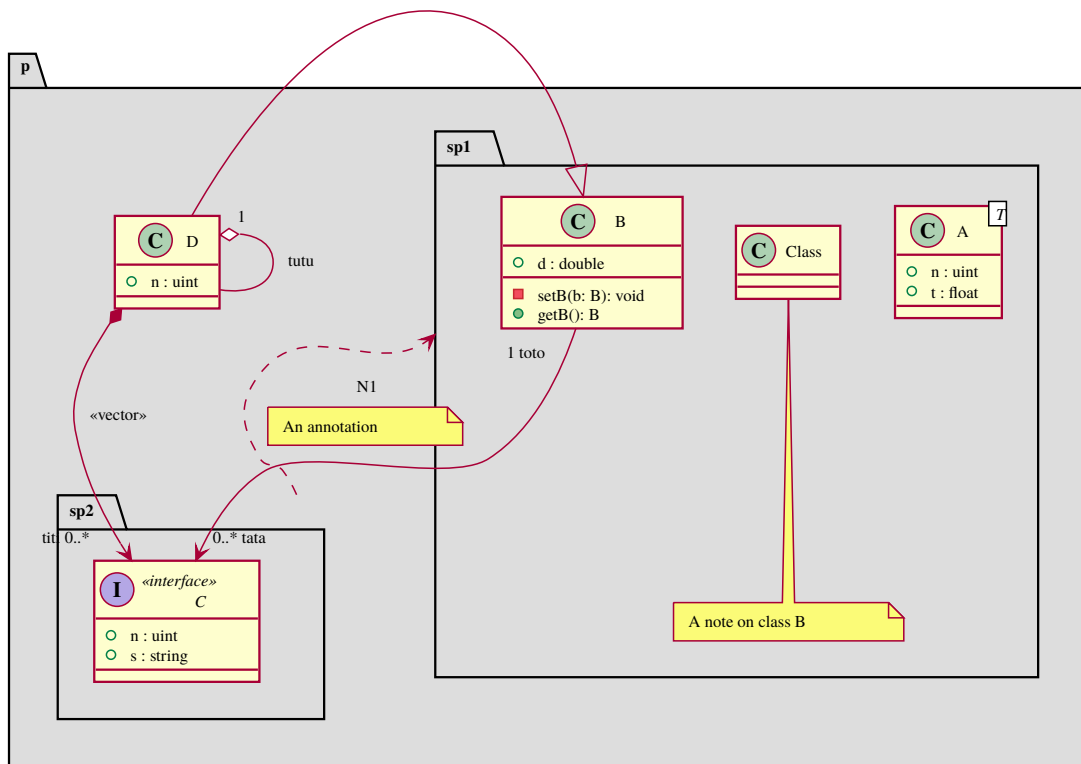 p
sp1
C B
d : double
setB(b: B): void
getB(): B
C Class
T
C A
n : uint
t : float
1
C D
n : uint
tutu
1 toto
N1
An annotation
«vector»
sp2
titi 0..*
0..* tata
I «interface»
C
n : uint
s : string
A note on class B